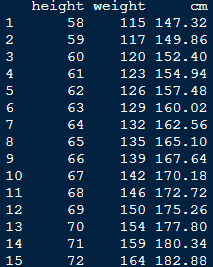 height weight cm
1 58 115 147.32
2 59 117 149.86
3 60 120 152.40
4 61 123 154.94
5 62 126 157.48
6 63 129 160.02
7 64 132 162.56
8 65 135 165.10
9 66 139 167.64
10 67 142 170.18
11 68 146 172.72
12 69 150 175.26
13 70 154 177.80
14 71 159 180.34
15 72 164 182.88